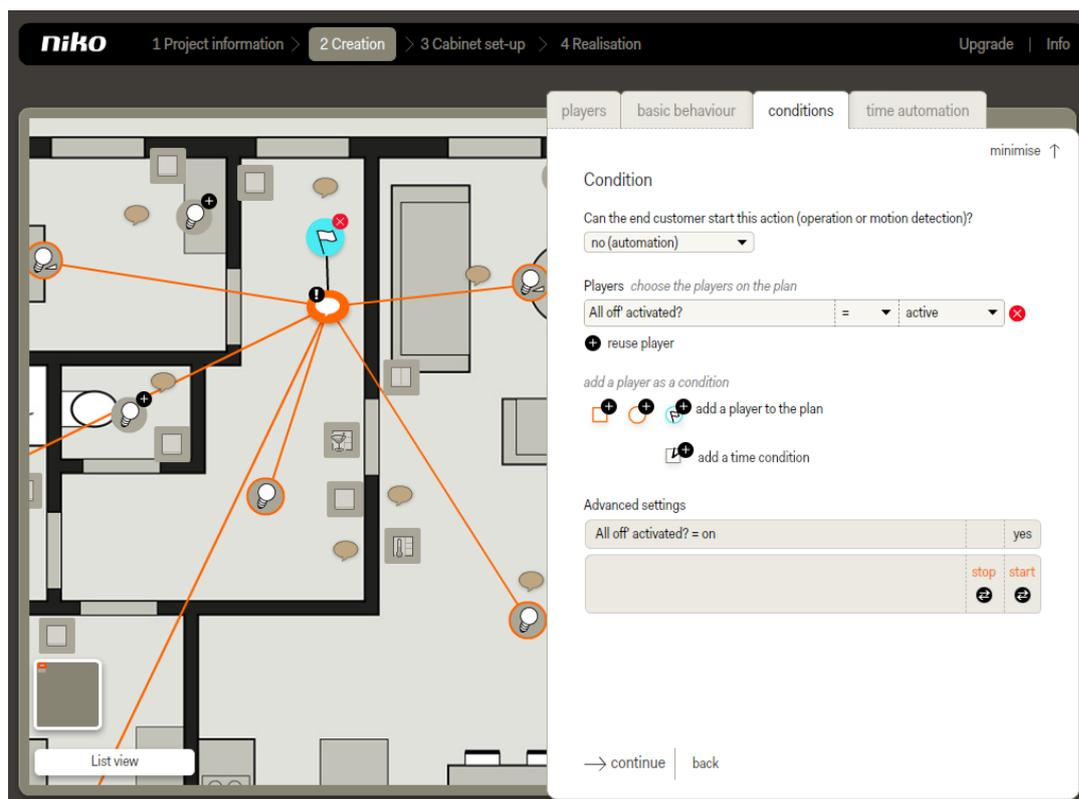 niko
1 Project information
2 Creation
3 Cabinet set-up
4 Realisation
Upgrade | Info
players
basic behaviour
conditions
time automation
minimise
Condition
Can the end customer start this action (operation or motion detection)?
no (automation)
Players choose the players on the plan
All off' activated?
=
active
reuse player
add a player as a condition
add a player to the plan
add a time condition
Advanced settings
All off' activated? = on
yes
stop
start
List view
continue
back